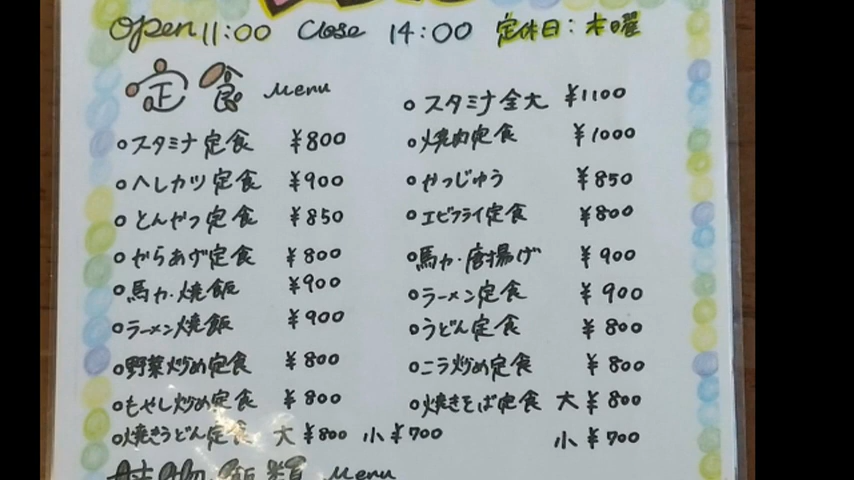 Open 11:00 Close 14:00 定休日：木曜
定食 Menu
○スタミナ定食 ¥800
○ヘレカツ定食 ¥900
○とんかつ定食 ¥850
○からあげ定食 ¥800
○馬力・焼飯 ¥900
○ラーメン焼飯 ¥900
○野菜炒め定食 ¥800
○もやし炒め定食 ¥800
○焼きうどん定食 大 ¥800 小 ¥700
○スタミナ全大 ¥1100
○焼肉定食 ¥1000
○かつじゅう ¥850
○エビフライ定食 ¥800
○馬力・唐揚げ ¥900
○ラーメン定食 ¥900
○うどん定食 ¥800
○ニラ炒め定食 ¥800
○焼きそば定食 大 ¥800
小 ¥700
Menu